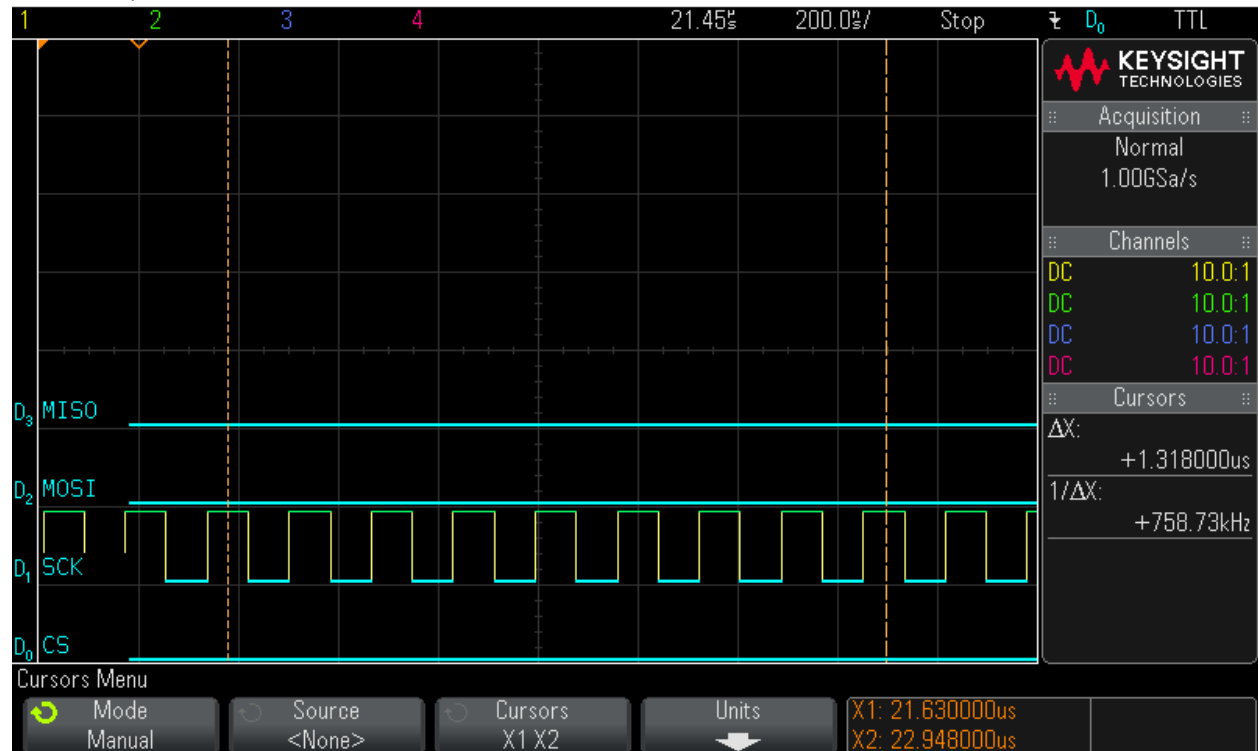 1 2 3 4 21.45µs 200.0ns/ Stop D0 TTL
KEYSIGHT
TECHNOLOGIES
Acquisition
Normal
1.00GSa/s
Channels
DC 10.0:1
DC 10.0:1
DC 10.0:1
DC 10.0:1
Cursors
ΔX:
+1.318000us
1/ΔX:
+758.73kHz
D3 MISO
D2 MOSI
D1 SCK
D0 CS
Cursors Menu
Mode
Manual
Source
<None>
Cursors
X1 X2
Units
X1: 21.630000us
X2: 22.948000us